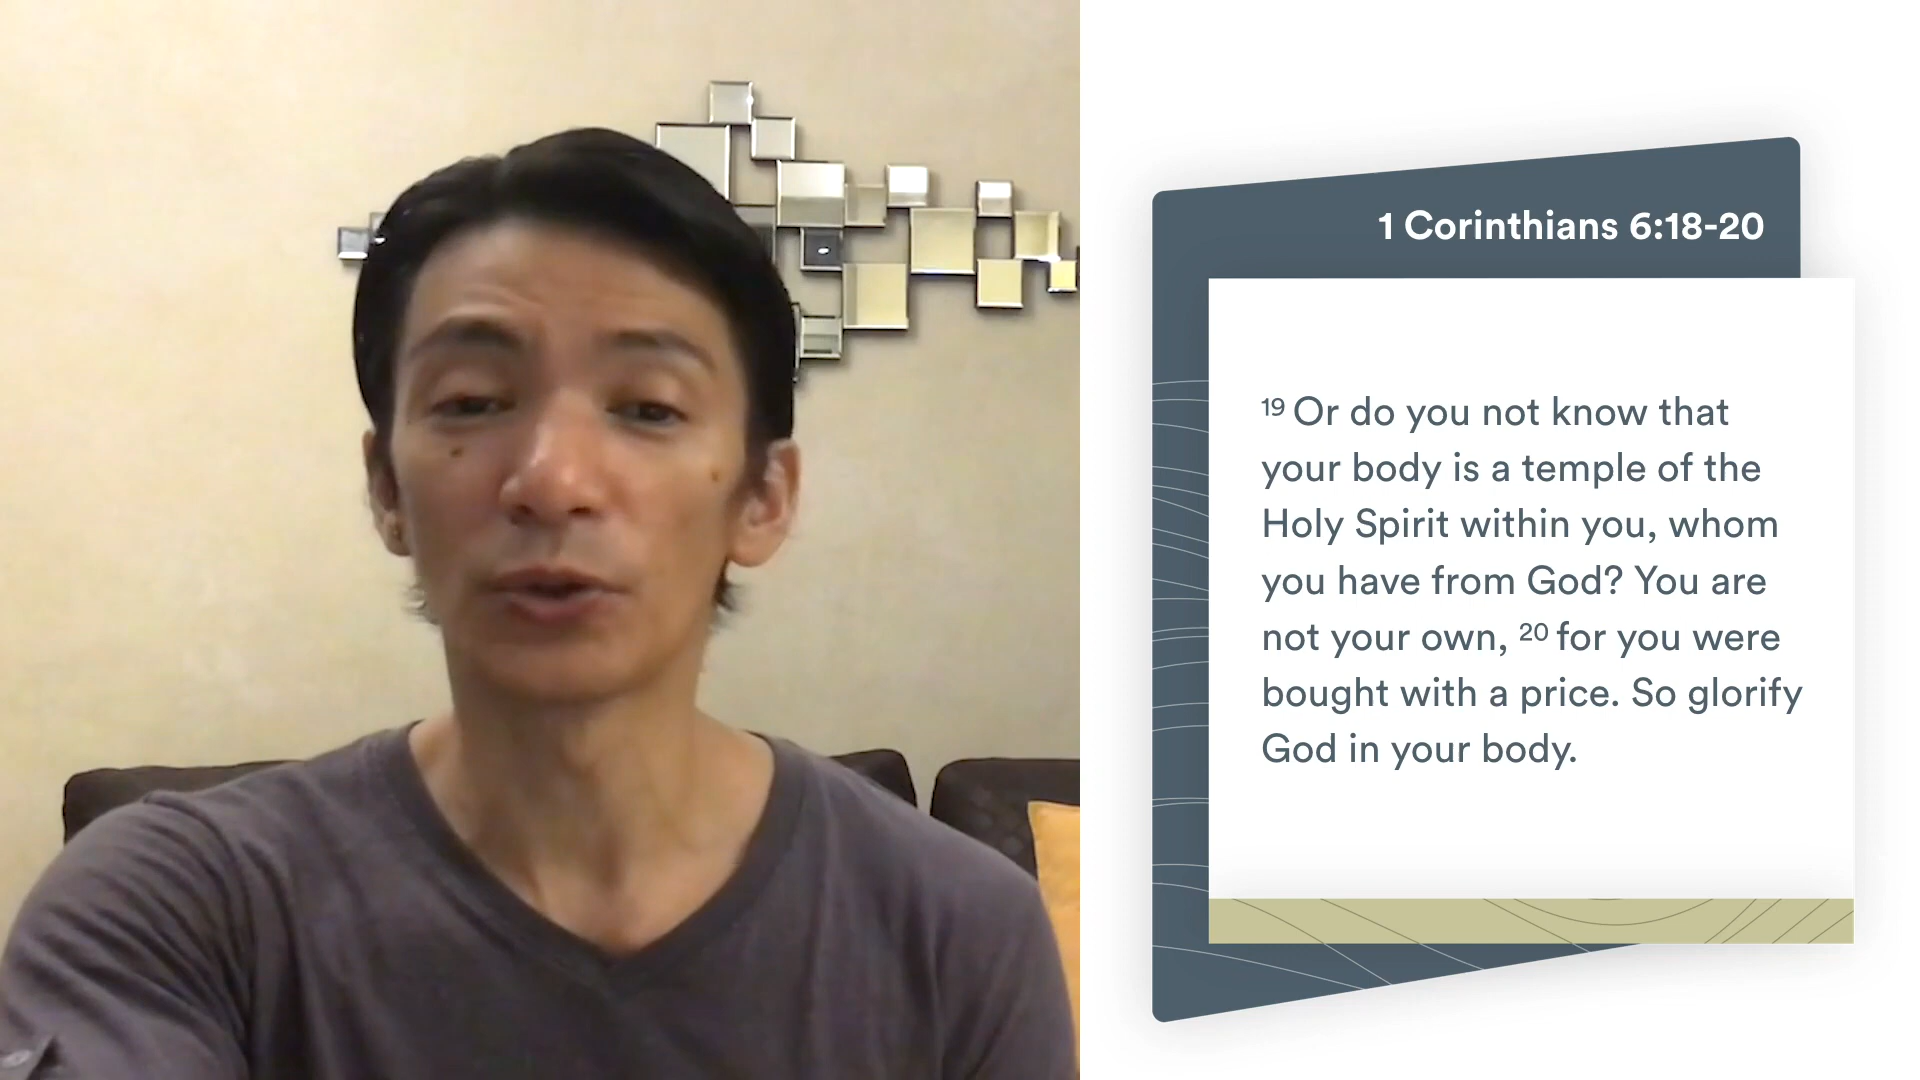 1 Corinthians 6:18-20
19 Or do you not know that
your body is a temple of the
Holy Spirit within you, whom
you have from God? You are
not your own, 20 for you were
bought with a price. So glorify
God in your body.